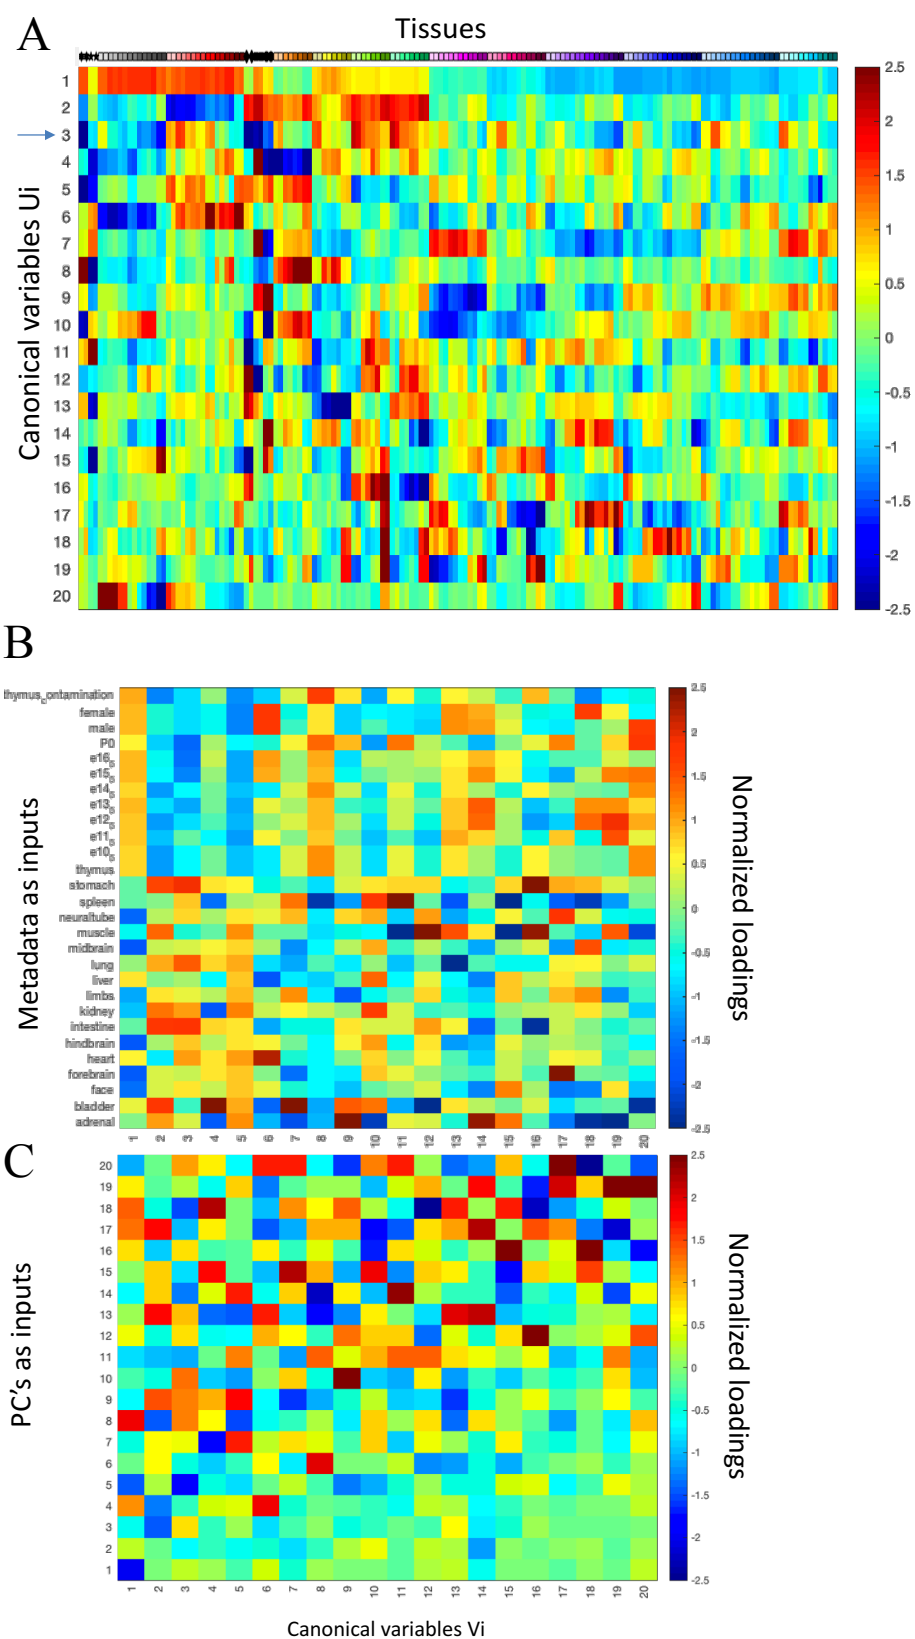 A
Tissues
Canonical variables Ui
1
2
3
4
5
6
7
8
9
10
11
12
13
14
15
16
17
18
19
20
2.5
2
1.5
1
0.5
0
-0.5
-1
-1.5
-2
-2.5
B
Metadata as inputs
thymuscontamination
female
male
P0
e165
e155
e145
e135
e125
e115
e105
thymus
stomach
spleen
neuraltube
muscle
midbrain
lung
liver
limbs
kidney
intestine
hindbrain
heart
forebrain
face
bladder
adrenal
1 2 3 4 5 6 7 8 9 10 11 12 13 14 15 16 17 18 19 20
2.5
2
1.5
1
0.5
0
-0.5
-1
-1.5
-2
-2.5
Normalized loadings
C
PC's as inputs
20
19
18
17
16
15
14
13
12
11
10
9
8
7
6
5
4
3
2
1
1 2 3 4 5 6 7 8 9 10 11 12 13 14 15 16 17 18 19 20
2.5
2
1.5
1
0.5
0
-0.5
-1
-1.5
-2
-2.5
Normalized loadings
Canonical variables Vi